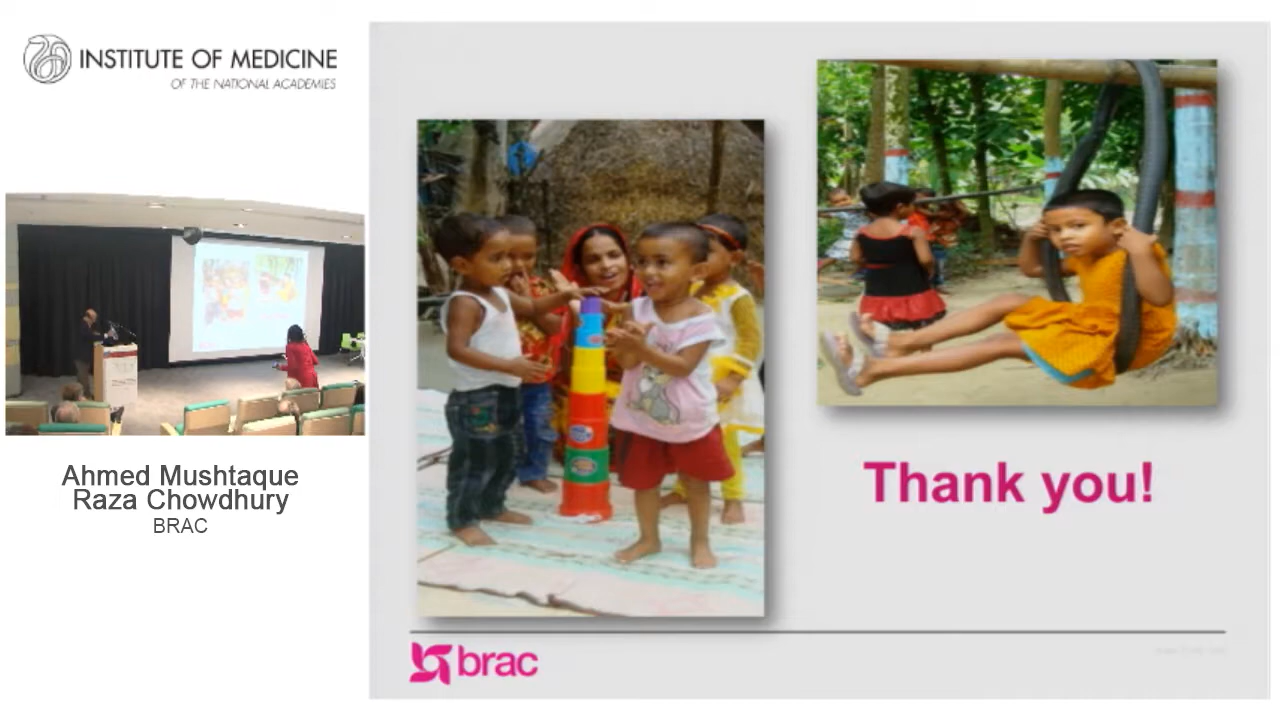 INSTITUTE OF MEDICINE
OF THE NATIONAL ACADEMIES
Ahmed Mushtaque
Raza Chowdhury
BRAC
Thank you!
brac